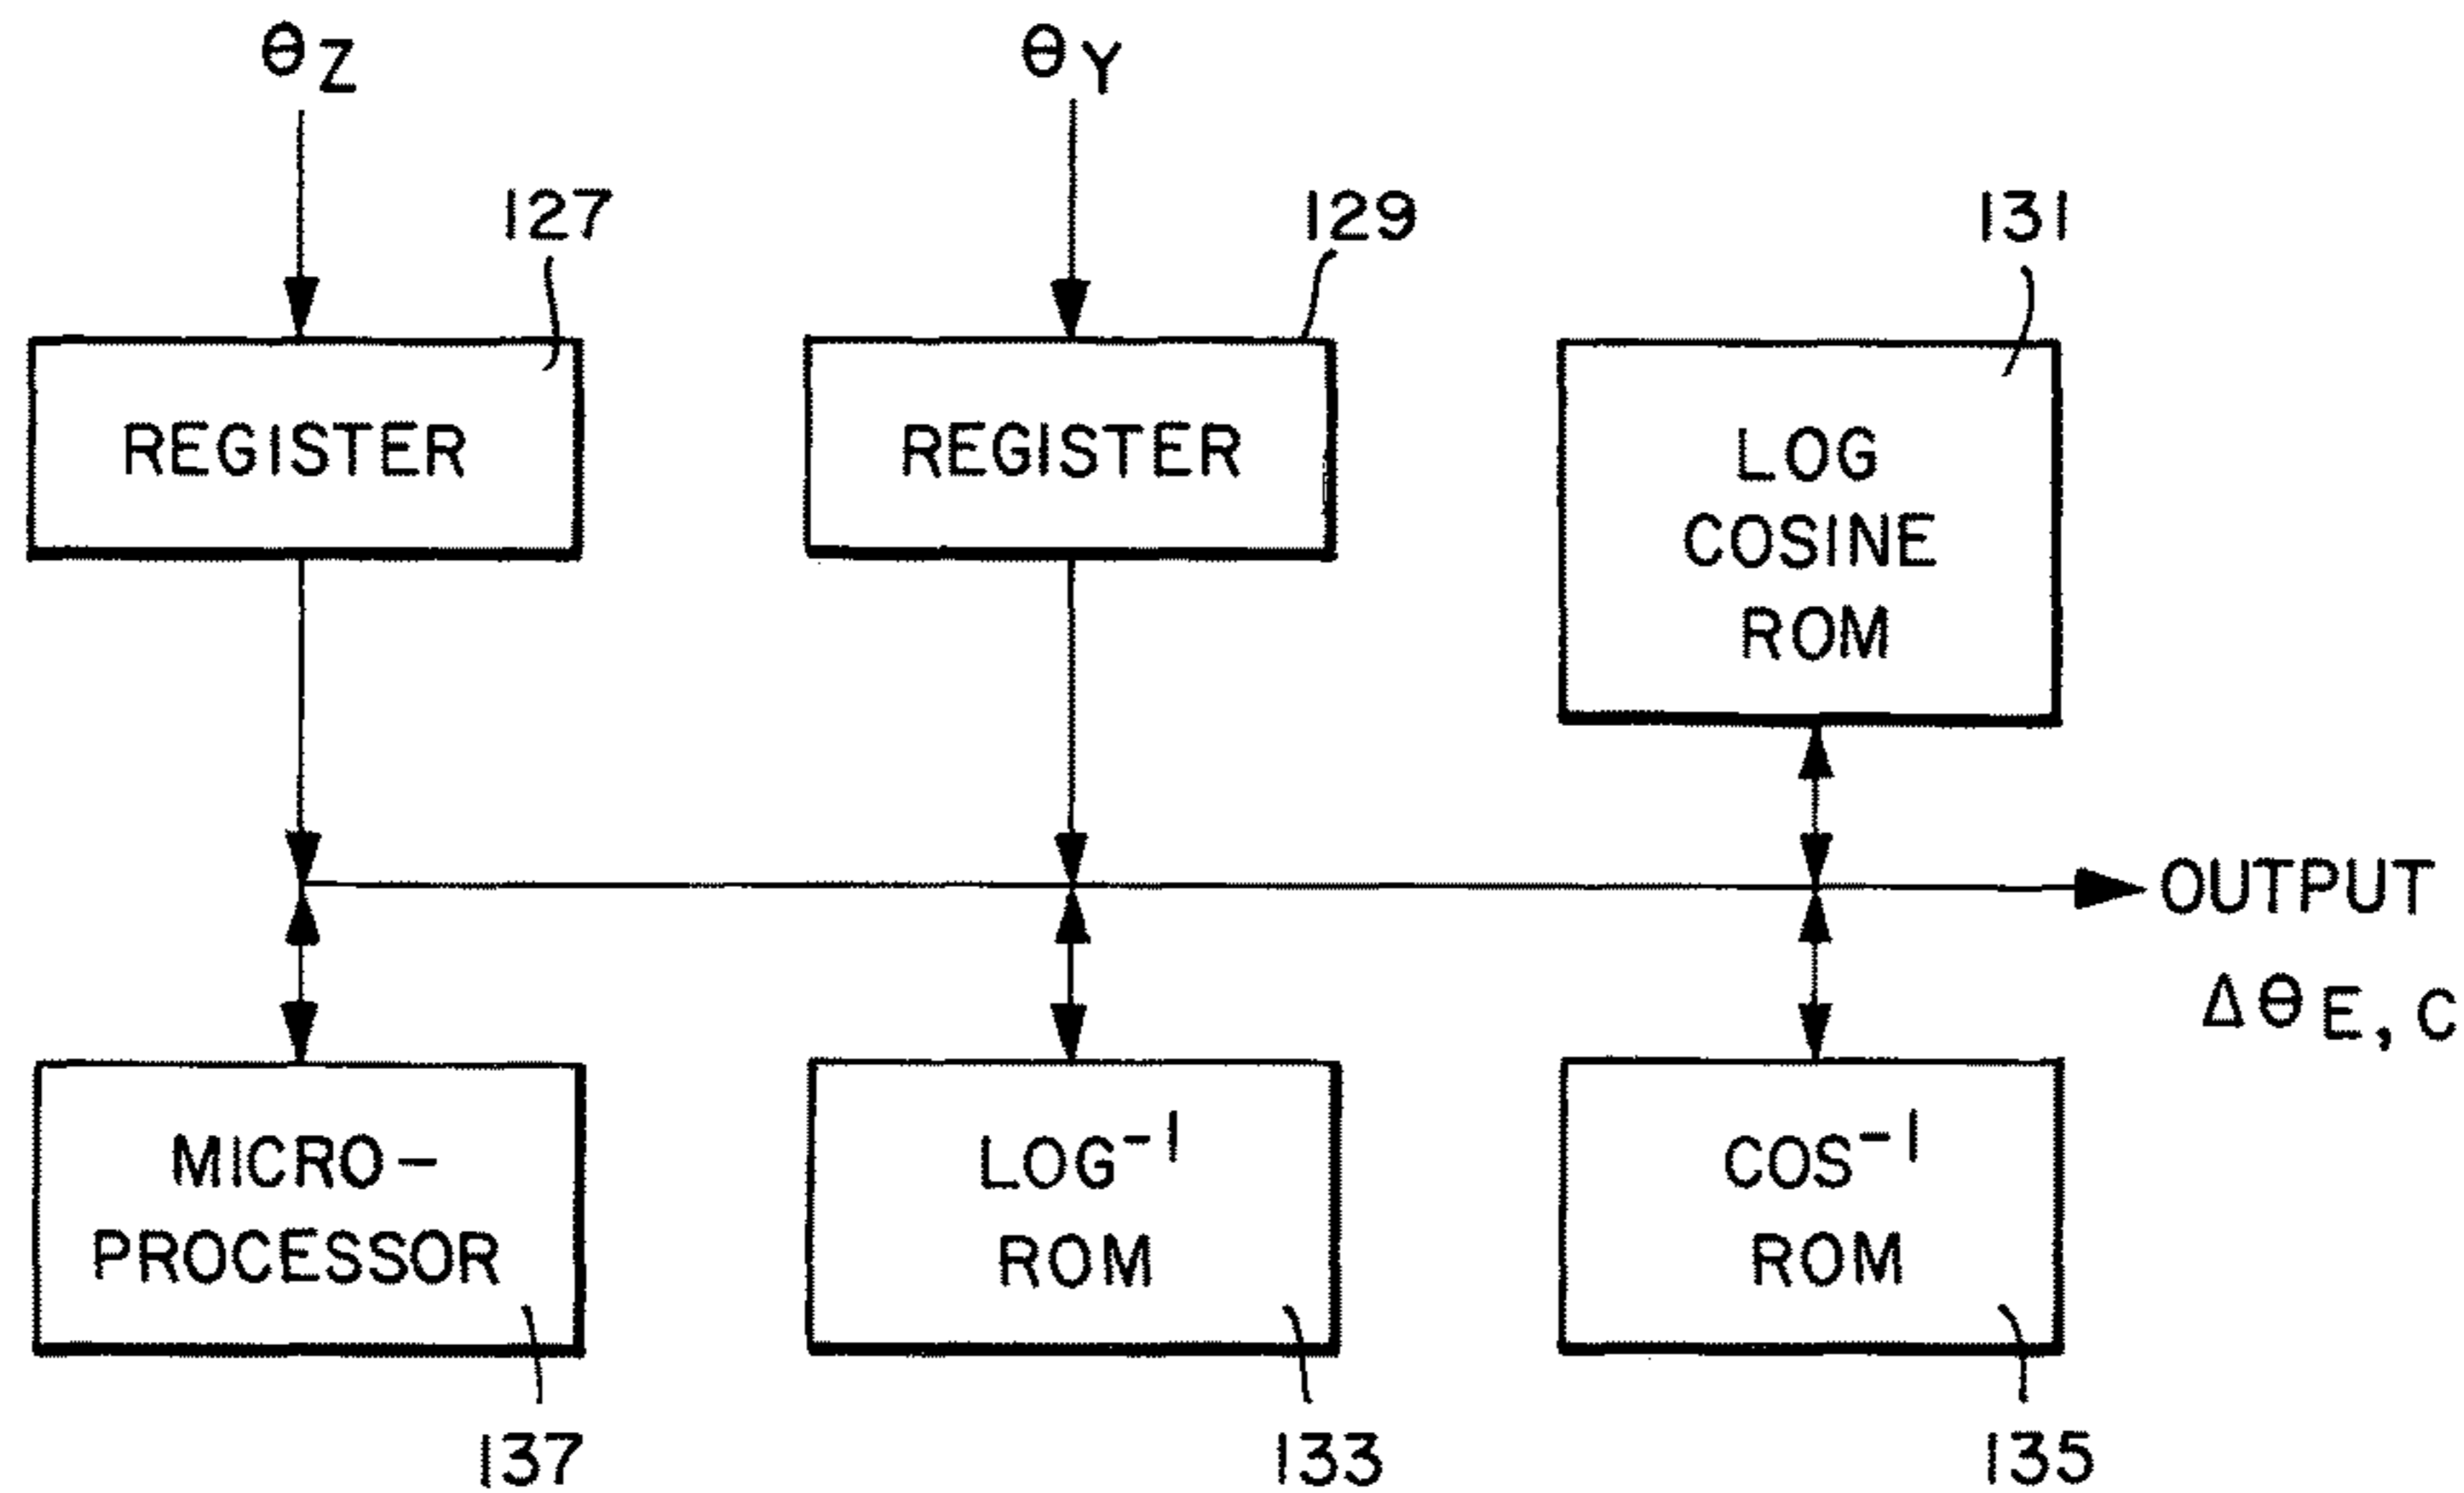 θZ
θY
127
129
131
REGISTER
REGISTER
LOG
COSINE
ROM
OUTPUT
ΔθE,C
MICRO-
PROCESSOR
LOG⁻¹
ROM
COS⁻¹
ROM
137
133
135